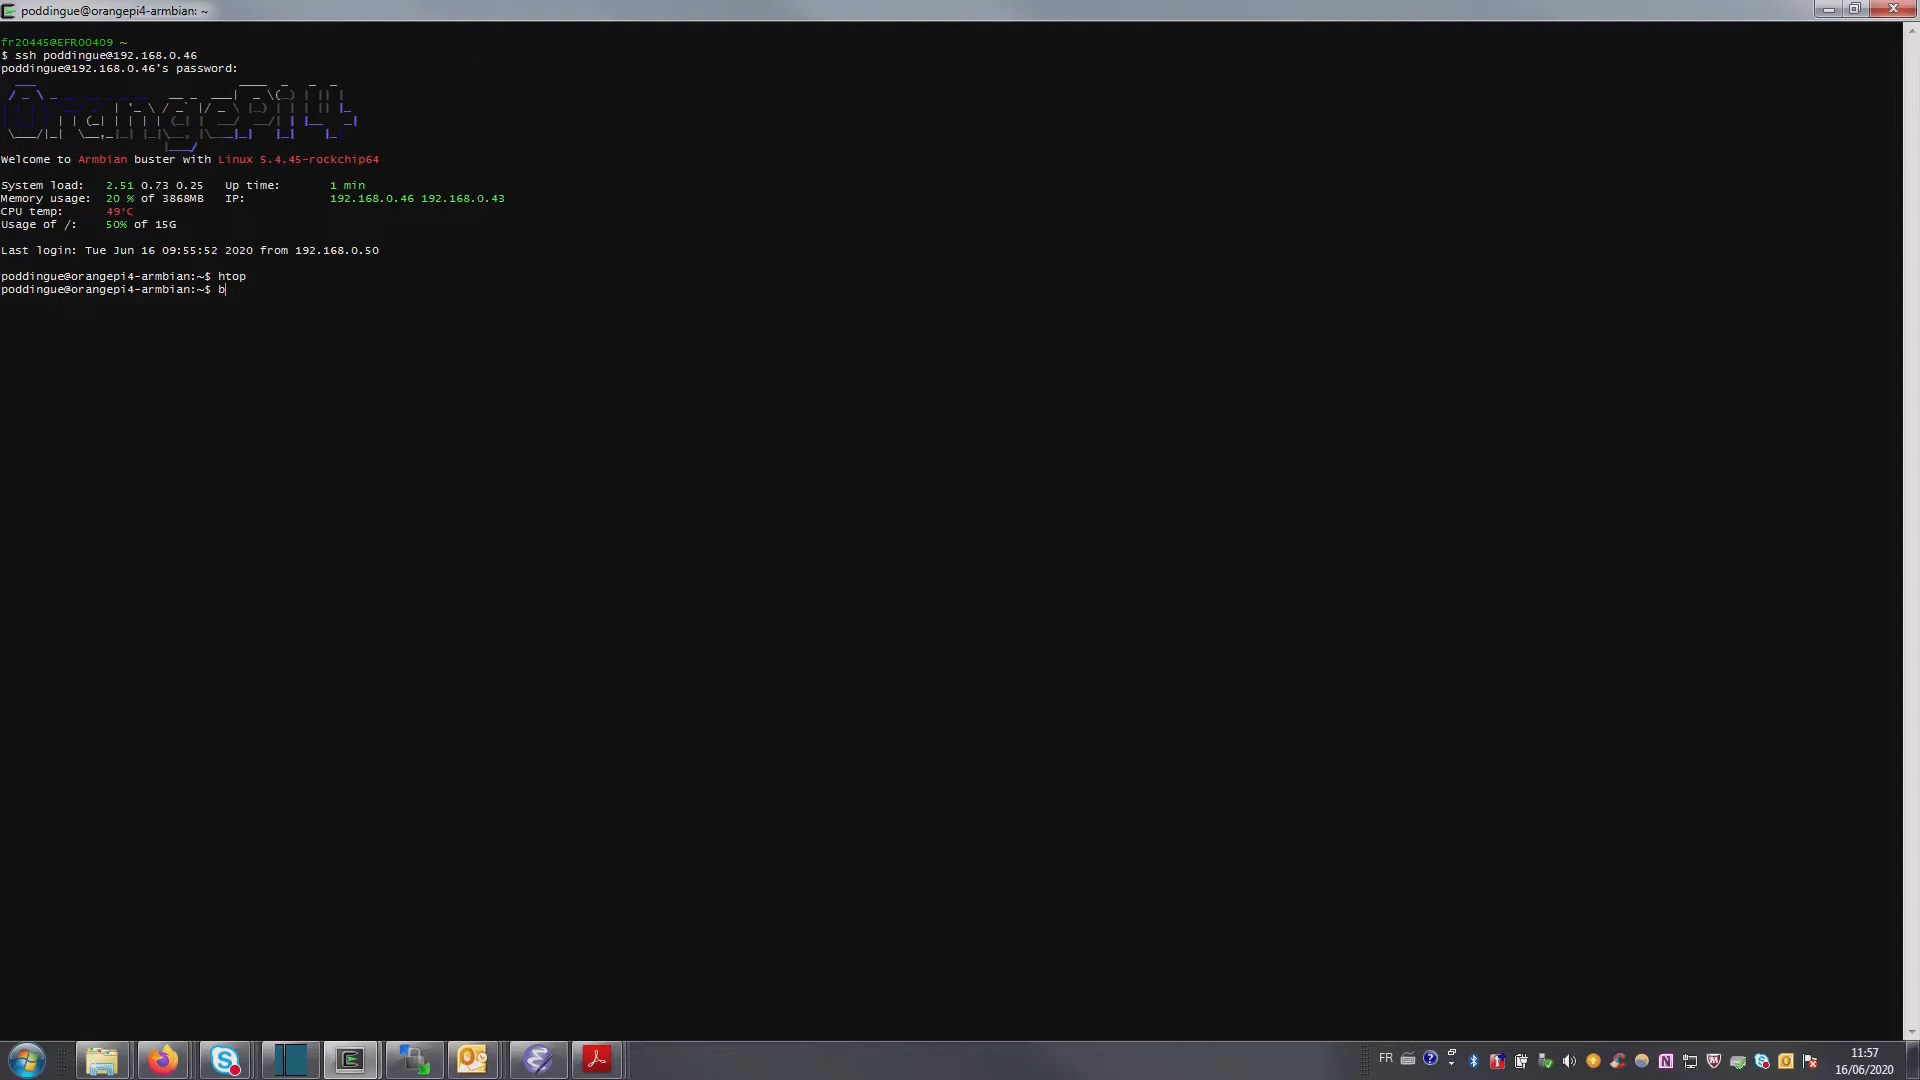 poddingue@orangepi4-armbian: ~
fr20445@EFR00409 ~
$ ssh poddingue@192.168.0.46
poddingue@192.168.0.46's password:
OrangePi4
Welcome to Armbian buster with Linux 5.4.45-rockchip64
System load:   2.51 0.73 0.25   Up time:       1 min
Memory usage:  20 % of 3868MB   IP:            192.168.0.46 192.168.0.43
CPU temp:      49°C
Usage of /:    50% of 15G
Last login: Tue Jun 16 09:55:52 2020 from 192.168.0.50
poddingue@orangepi4-armbian:~$ htop
poddingue@orangepi4-armbian:~$ b
FR
11:57
16/06/2020